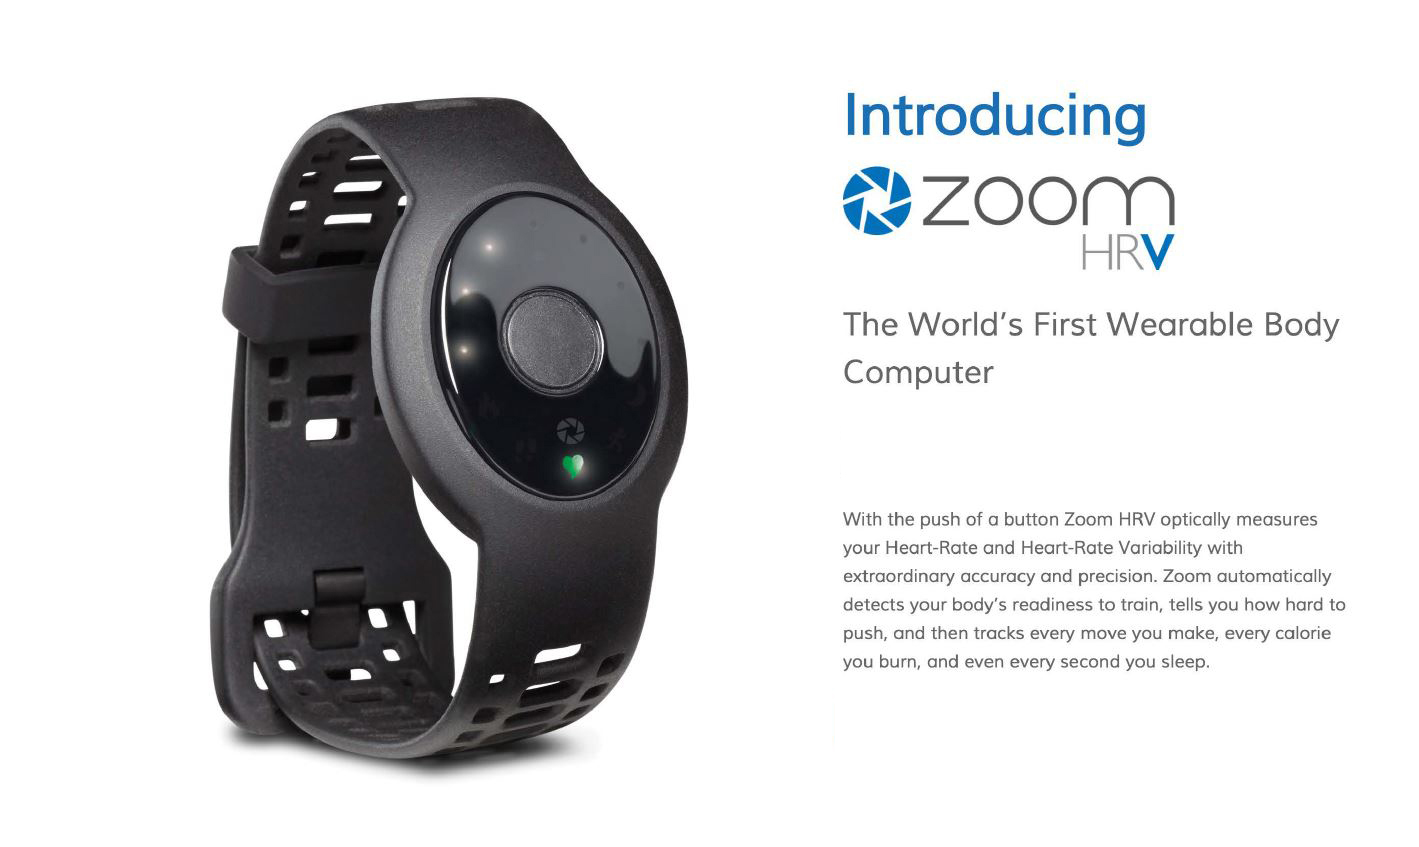 Introducing
zoom
HRV
The World's First Wearable Body
Computer
With the push of a button Zoom HRV optically measures
your Heart-Rate and Heart-Rate Variability with
extraordinary accuracy and precision. Zoom automatically
detects your body's readiness to train, tells you how hard to
push, and then tracks every move you make, every calorie
you burn, and even every second you sleep.